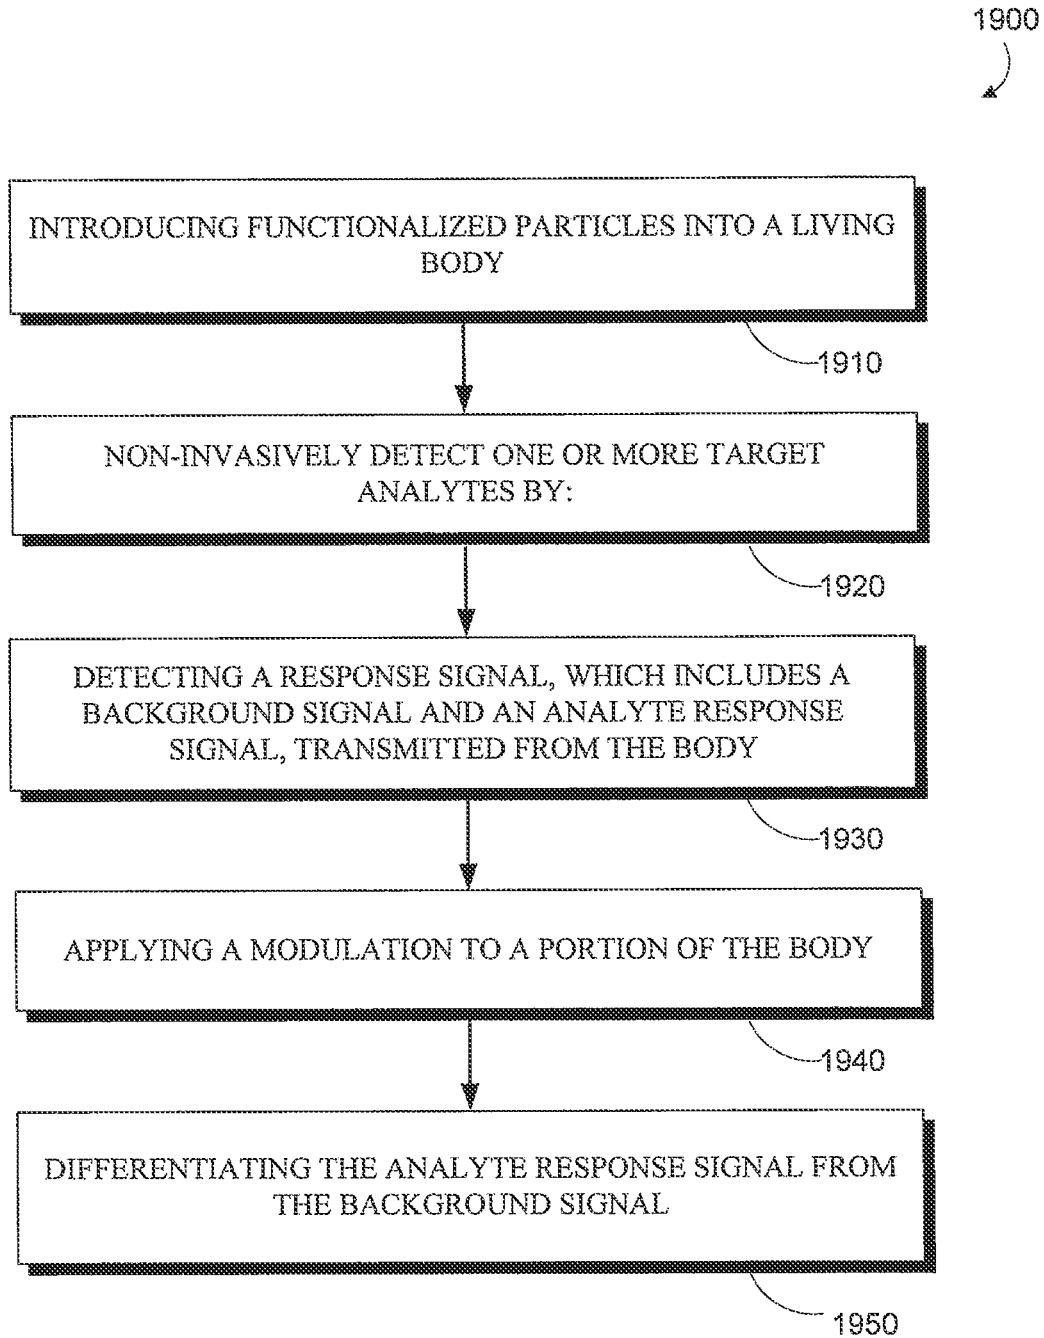 1900
INTRODUCING FUNCTIONALIZED PARTICLES INTO A LIVING
BODY
1910
NON-INVASIVELY DETECT ONE OR MORE TARGET
ANALYTES BY:
1920
DETECTING A RESPONSE SIGNAL, WHICH INCLUDES A
BACKGROUND SIGNAL AND AN ANALYTE RESPONSE
SIGNAL, TRANSMITTED FROM THE BODY
1930
APPLYING A MODULATION TO A PORTION OF THE BODY
1940
DIFFERENTIATING THE ANALYTE RESPONSE SIGNAL FROM
THE BACKGROUND SIGNAL
1950